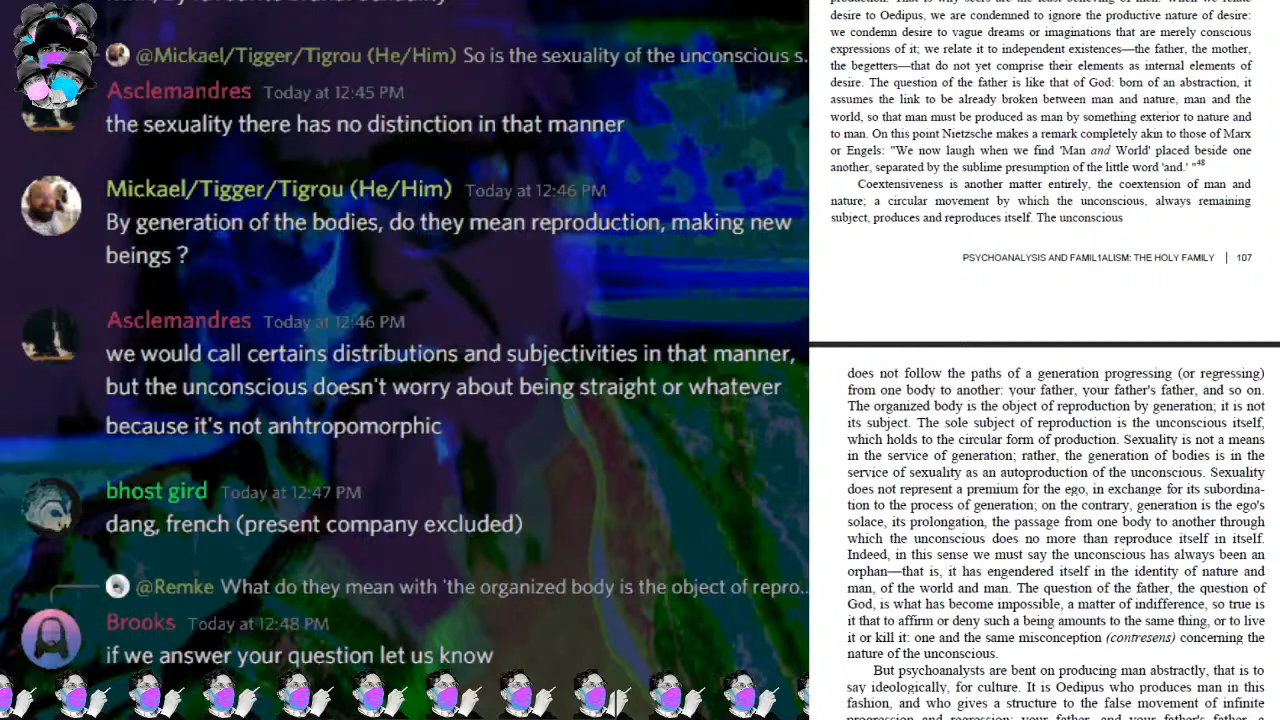 @Mickael/Tigger/Tigrou (He/Him) So is the sexuality of the unconscious s...
Asclemandres Today at 12:45 PM
the sexuality there has no distinction in that manner
Mickael/Tigger/Tigrou (He/Him) Today at 12:46 PM
By generation of the bodies, do they mean reproduction, making new
beings ?
Asclemandres Today at 12:46 PM
we would call certains distributions and subjectivities in that manner,
but the unconscious doesn't worry about being straight or whatever
because it's not anhtropomorphic
bhost gird Today at 12:47 PM
dang, french (present company excluded)
@Remke What do they mean with 'the organized body is the object of repro...
Brooks Today at 12:48 PM
if we answer your question let us know
desire to Oedipus, we are condemned to ignore the productive nature of desire:
we condemn desire to vague dreams or imaginations that are merely conscious
expressions of it; we relate it to independent existences—the father, the mother,
the begetters—that do not yet comprise their elements as internal elements of
desire. The question of the father is like that of God: born of an abstraction, it
assumes the link to be already broken between man and nature, man and the
world, so that man must be produced as man by something exterior to nature and
to man. On this point Nietzsche makes a remark completely akin to those of Marx
or Engels: "We now laugh when we find 'Man and World' placed beside one
another, separated by the sublime presumption of the little word 'and.' "48
Coextensiveness is another matter entirely, the coextension of man and
nature; a circular movement by which the unconscious, always remaining
subject, produces and reproduces itself. The unconscious
PSYCHOANALYSIS AND FAMIL1ALISM: THE HOLY FAMILY | 107
does not follow the paths of a generation progressing (or regressing)
from one body to another: your father, your father's father, and so on.
The organized body is the object of reproduction by generation; it is not
its subject. The sole subject of reproduction is the unconscious itself,
which holds to the circular form of production. Sexuality is not a means
in the service of generation; rather, the generation of bodies is in the
service of sexuality as an autoproduction of the unconscious. Sexuality
does not represent a premium for the ego, in exchange for its subordina-
tion to the process of generation; on the contrary, generation is the ego's
solace, its prolongation, the passage from one body to another through
which the unconscious does no more than reproduce itself in itself.
Indeed, in this sense we must say the unconscious has always been an
orphan—that is, it has engendered itself in the identity of nature and
man, of the world and man. The question of the father, the question of
God, is what has become impossible, a matter of indifference, so true is
it that to affirm or deny such a being amounts to the same thing, or to live
it or kill it: one and the same misconception (contresens) concerning the
nature of the unconscious.
But psychoanalysts are bent on producing man abstractly, that is to
say ideologically, for culture. It is Oedipus who produces man in this
fashion, and who gives a structure to the false movement of infinite